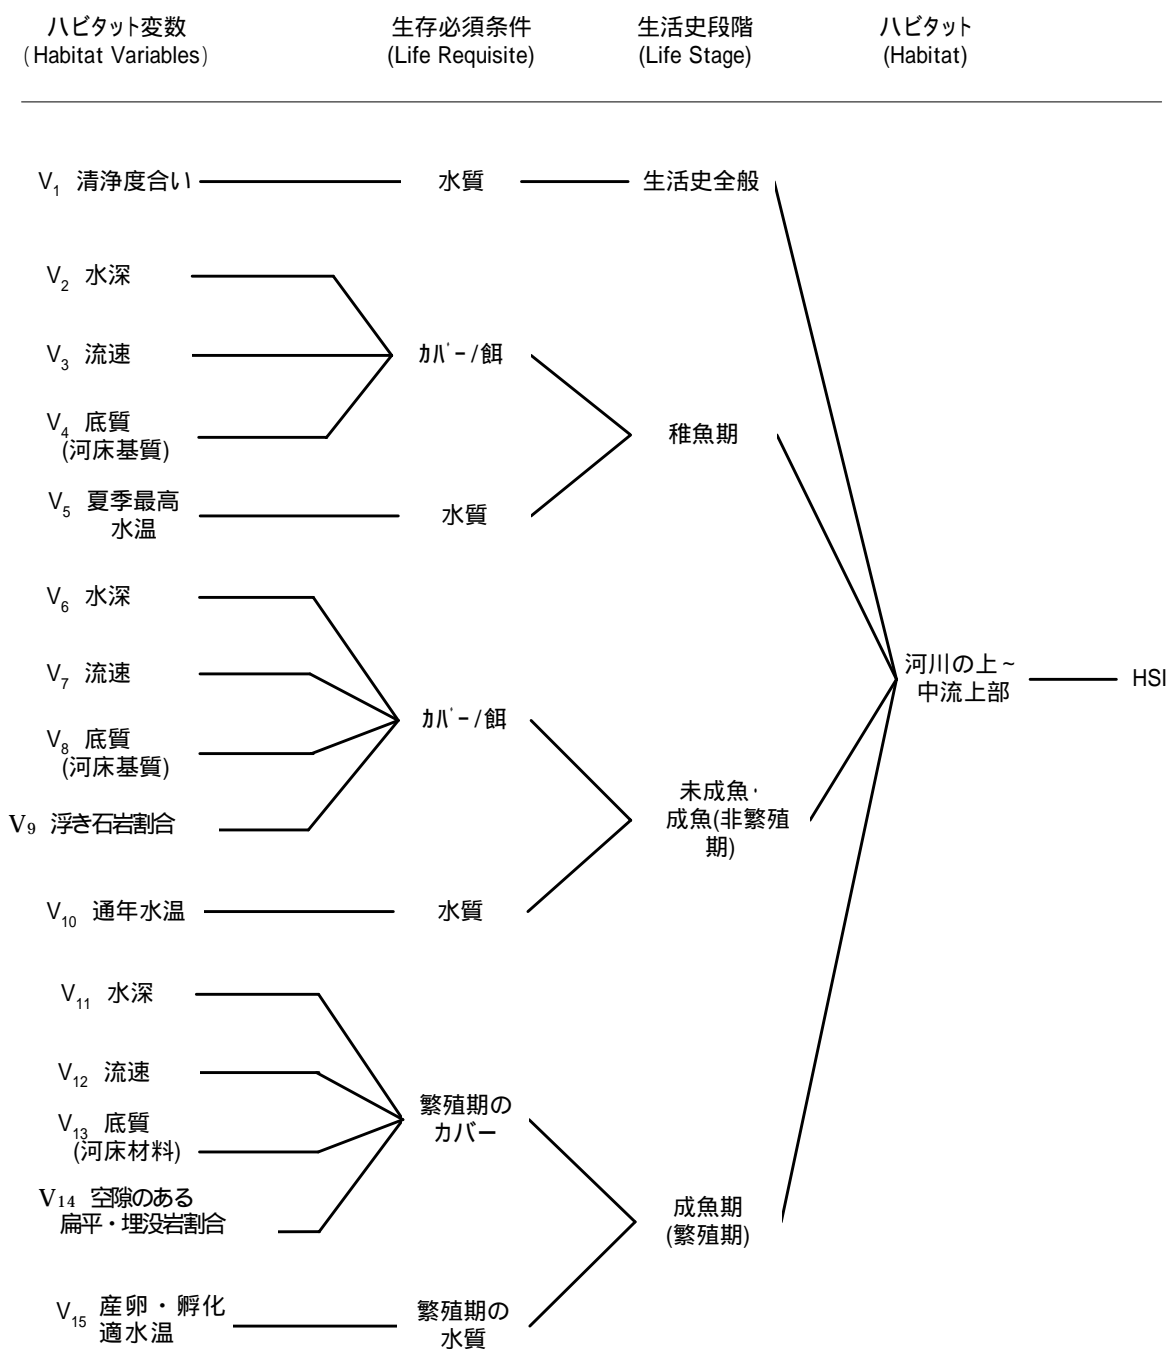 ハビタット変数 生存必須条件 生活史段階 ハビタット
(Habitat Variables) (Life Requisite) (Life Stage) (Habitat)
V1 清浄度合い 水質 生活史全般
V2 水深
V3 流速 カバー/餌
V4 底質
(河床基質)
稚魚期
V5 夏季最高
水温
水質
V6 水深
V7 流速
V8 底質
(河床基質)
カバー/餌
V9 浮き石岩割合
未成魚・
成魚(非繁殖
期)
河川の上~
中流上部
HSI
V10 通年水温 水質
V11 水深
V12 流速
V13 底質
(河床材料)
繁殖期の
カバー
V14 空隙のある
扁平・埋没岩割合
成魚期
(繁殖期)
V15 産卵・孵化
適水温
繁殖期の
水質